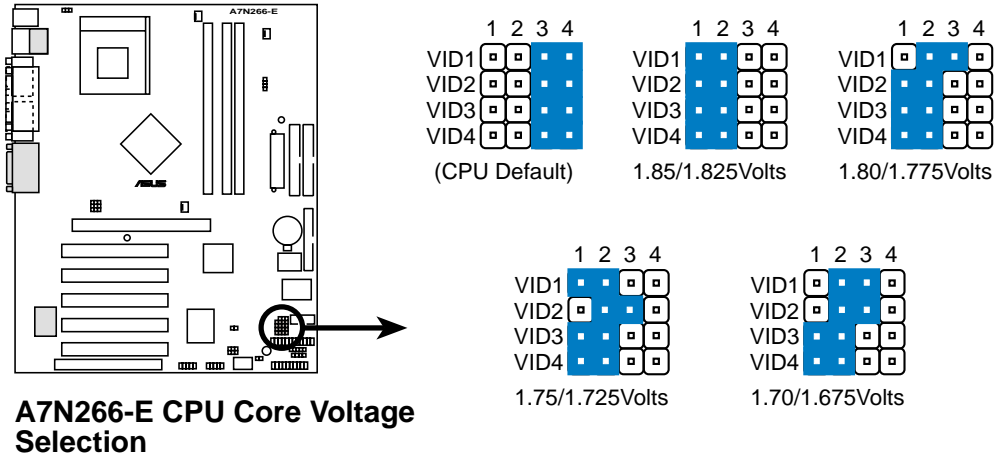 A7N266-E
ASUS
1 2 3 4
VID1
VID2
VID3
VID4
(CPU Default)
1 2 3 4
VID1
VID2
VID3
VID4
1.85/1.825Volts
1 2 3 4
VID1
VID2
VID3
VID4
1.80/1.775Volts
1 2 3 4
VID1
VID2
VID3
VID4
1.75/1.725Volts
1 2 3 4
VID1
VID2
VID3
VID4
1.70/1.675Volts
A7N266-E CPU Core Voltage
Selection